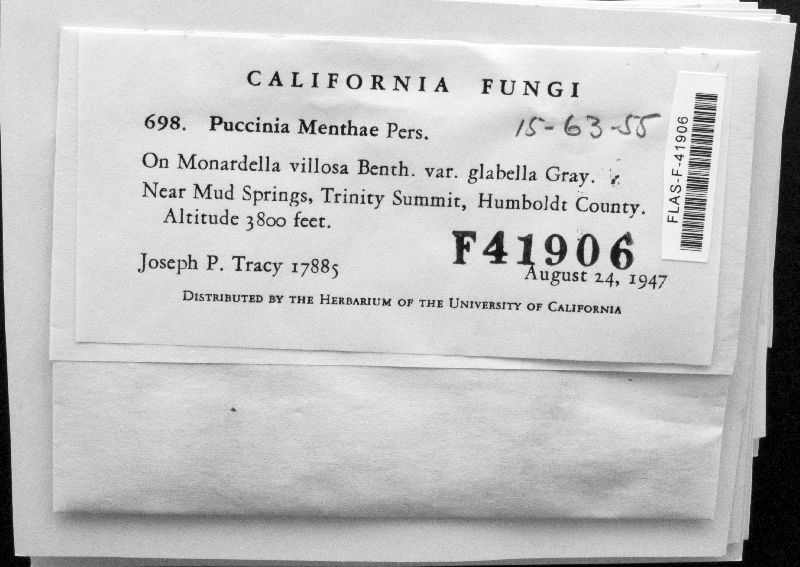 CALIFORNIA FUNGI
698. Puccinia Menthae Pers.
15-63-55
On Monardella villosa Benth. var. glabella Gray.
Near Mud Springs, Trinity Summit, Humboldt County.
Altitude 3800 feet.
F41906
Joseph P. Tracy 17885
August 24, 1947
DISTRIBUTED BY THE HERBARIUM OF THE UNIVERSITY OF CALIFORNIA
FLAS-F-41906